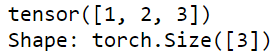 tensor([1, 2, 3])
Shape: torch.Size([3])